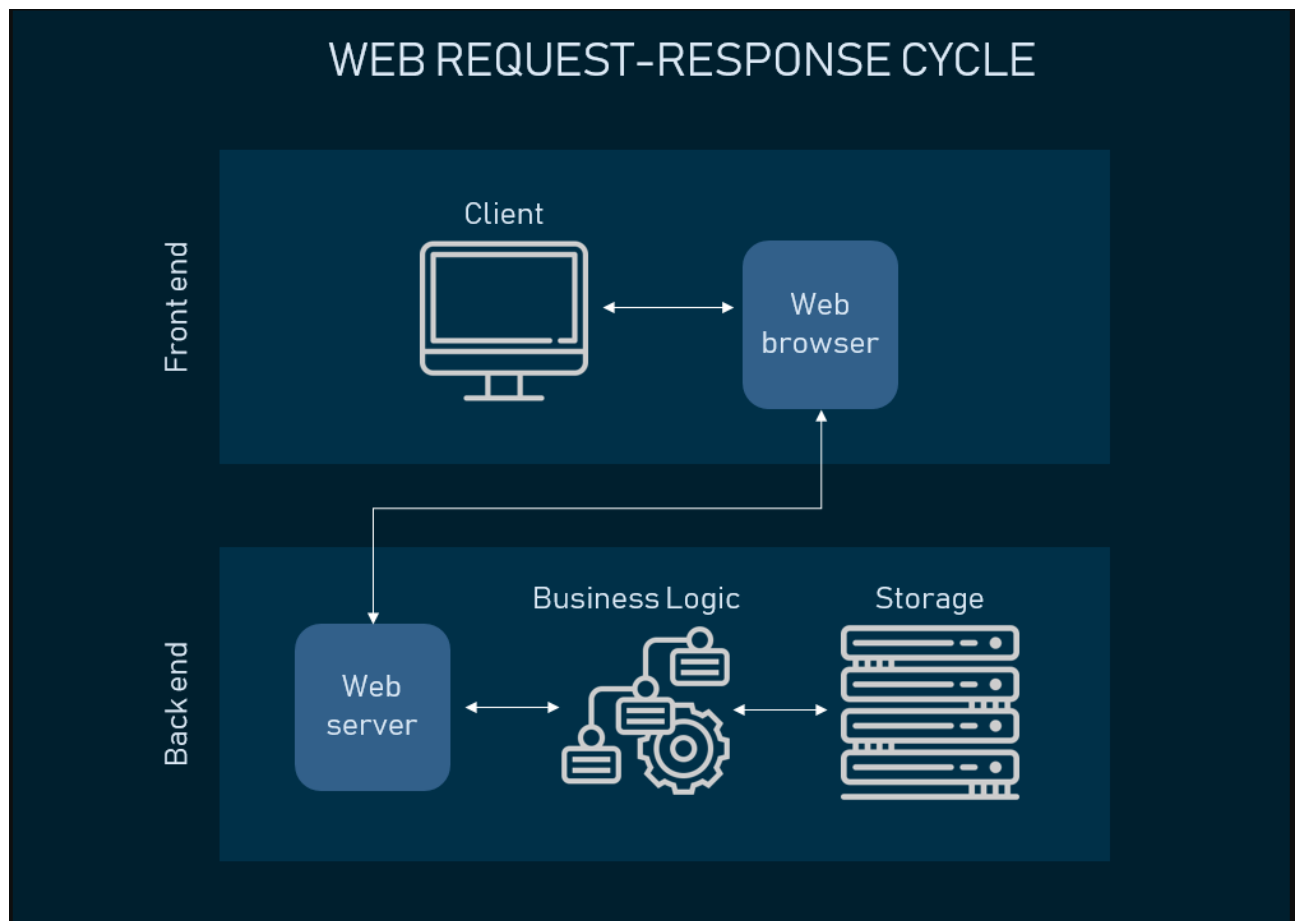 WEB REQUEST-RESPONSE CYCLE
Front end
Client
Web
browser
Back end
Business Logic
Storage
Web
server